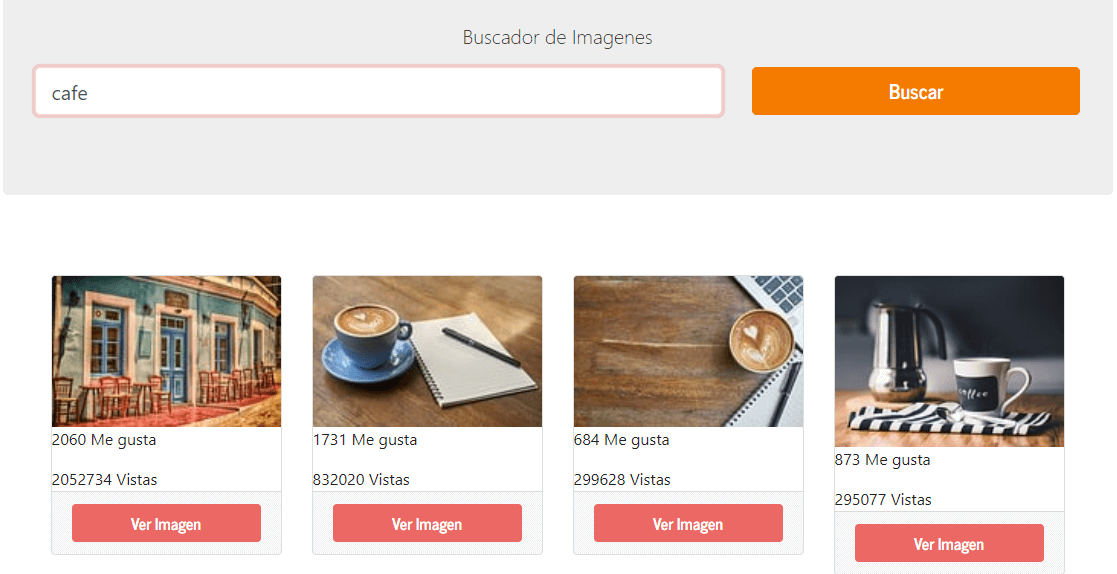 Buscador de Imagenes
cafe
Buscar
2060 Me gusta
2052734 Vistas
Ver Imagen
1731 Me gusta
832020 Vistas
Ver Imagen
684 Me gusta
299628 Vistas
Ver Imagen
coffee
873 Me gusta
295077 Vistas
Ver Imagen